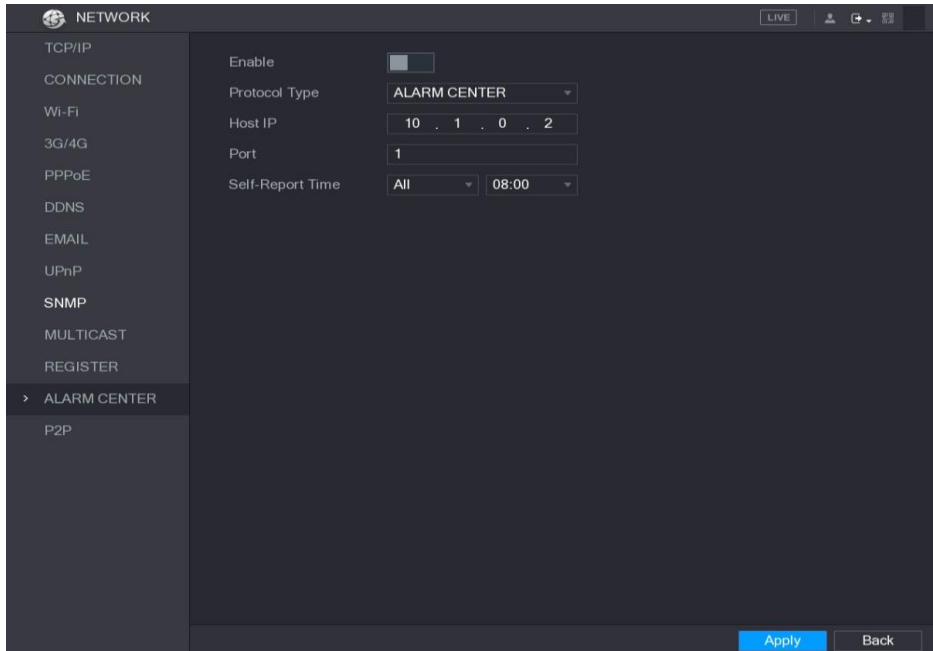 NETWORK
LIVE
TCP/IP
CONNECTION
Wi-Fi
3G/4G
PPPoE
DDNS
EMAIL
UPnP
SNMP
MULTICAST
REGISTER
> ALARM CENTER
P2P
Enable
Protocol Type ALARM CENTER
Host IP 10 . 1 . 0 . 2
Port 1
Self-Report Time All 08:00
Apply Back